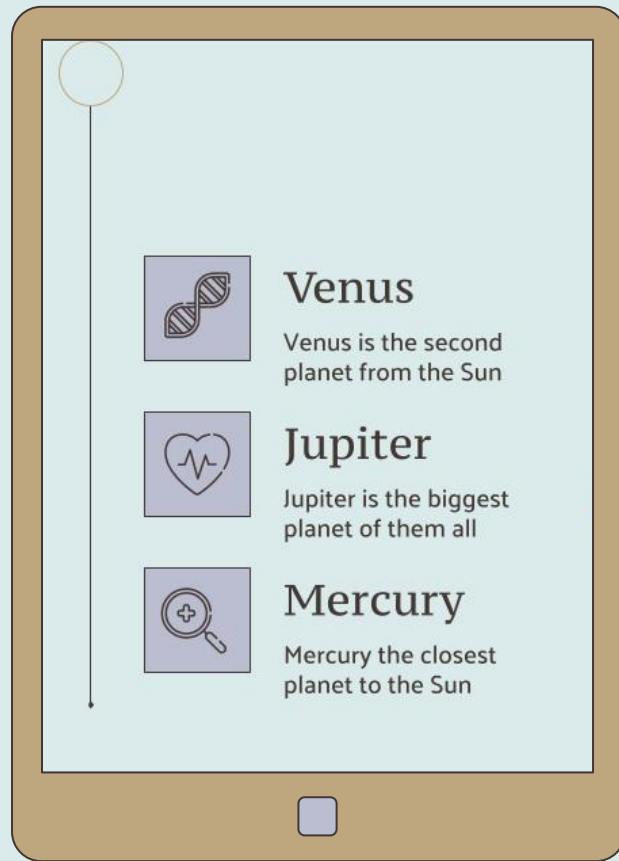 Venus
Venus is the second
planet from the Sun
Jupiter
Jupiter is the biggest
planet of them all
Mercury
Mercury the closest
planet to the Sun